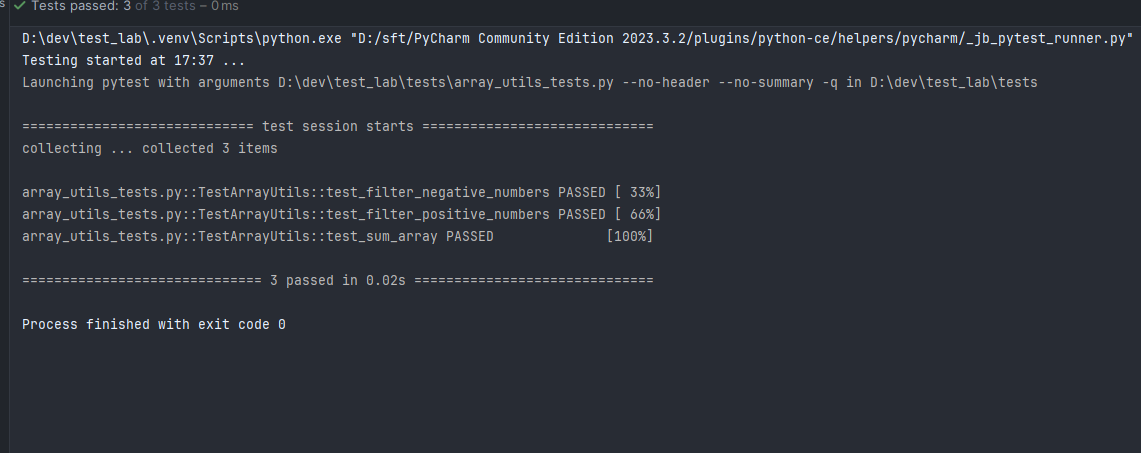 s
Tests passed: 3 of 3 tests – 0 ms
D:\dev\test_lab\.venv\Scripts\python.exe "D:/sft/PyCharm Community Edition 2023.3.2/plugins/python-ce/helpers/pycharm/_jb_pytest_runner.py"
Testing started at 17:37 ...
Launching pytest with arguments D:\dev\test_lab\tests\array_utils_tests.py --no-header --no-summary -q in D:\dev\test_lab\tests
============================= test session starts =============================
collecting ... collected 3 items
array_utils_tests.py::TestArrayUtils::test_filter_negative_numbers PASSED [ 33%]
array_utils_tests.py::TestArrayUtils::test_filter_positive_numbers PASSED [ 66%]
array_utils_tests.py::TestArrayUtils::test_sum_array PASSED              [100%]
============================== 3 passed in 0.02s ==============================
Process finished with exit code 0